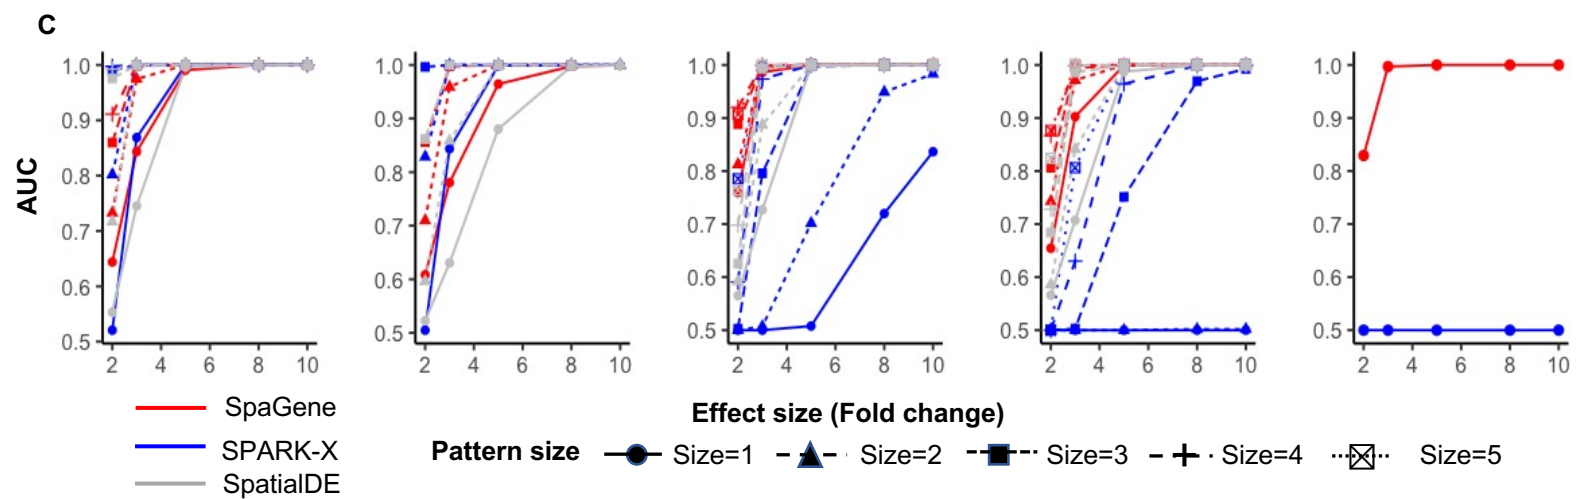 C
AUC
1.0 0.9 0.8 0.7 0.6 0.5
2 4 6 8 10
1.0 0.9 0.8 0.7 0.6 0.5
2 4 6 8 10
1.0 0.9 0.8 0.7 0.6 0.5
2 4 6 8 10
1.0 0.9 0.8 0.7 0.6 0.5
2 4 6 8 10
1.0 0.9 0.8 0.7 0.6 0.5
2 4 6 8 10
Effect size (Fold change)
SpaGene
SPARK-X
SpatialDE
Pattern size Size=1 Size=2 Size=3 Size=4 Size=5